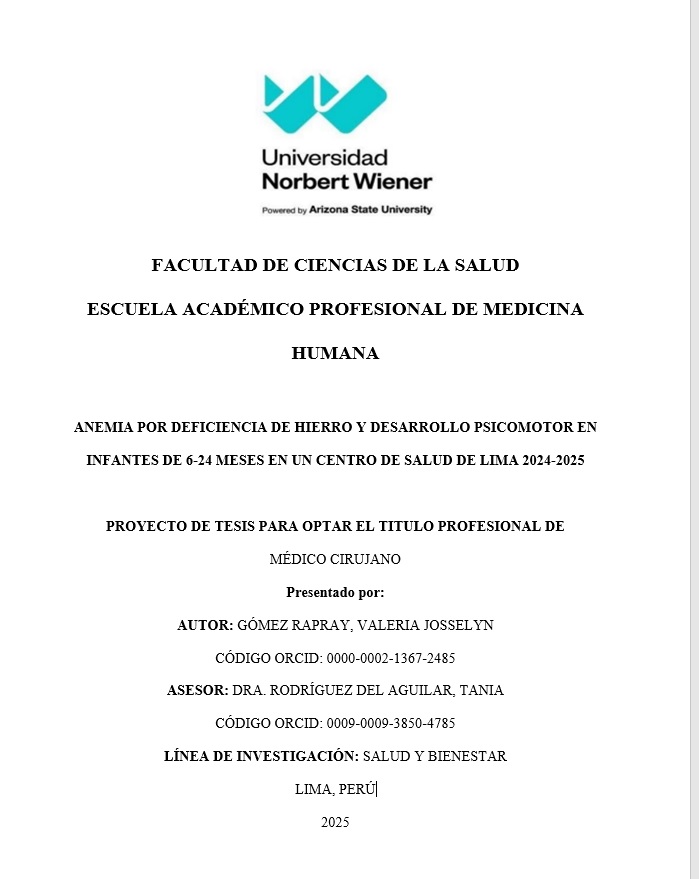 Universidad
Norbert Wiener
Powered by Arizona State University
FACULTAD DE CIENCIAS DE LA SALUD
ESCUELA ACADÉMICO PROFESIONAL DE MEDICINA
HUMANA
ANEMIA POR DEFICIENCIA DE HIERRO Y DESARROLLO PSICOMOTOR EN
INFANTES DE 6-24 MESES EN UN CENTRO DE SALUD DE LIMA 2024-2025
PROYECTO DE TESIS PARA OPTAR EL TITULO PROFESIONAL DE
MÉDICO CIRUJANO
Presentado por:
AUTOR: GÓMEZ RAPRAY, VALERIA JOSSELYN
CÓDIGO ORCID: 0000-0002-1367-2485
ASESOR: DRA. RODRÍGUEZ DEL AGUILAR, TANIA
CÓDIGO ORCID: 0009-0009-3850-4785
LÍNEA DE INVESTIGACIÓN: SALUD Y BIENESTAR
LIMA, PERÚ
2025